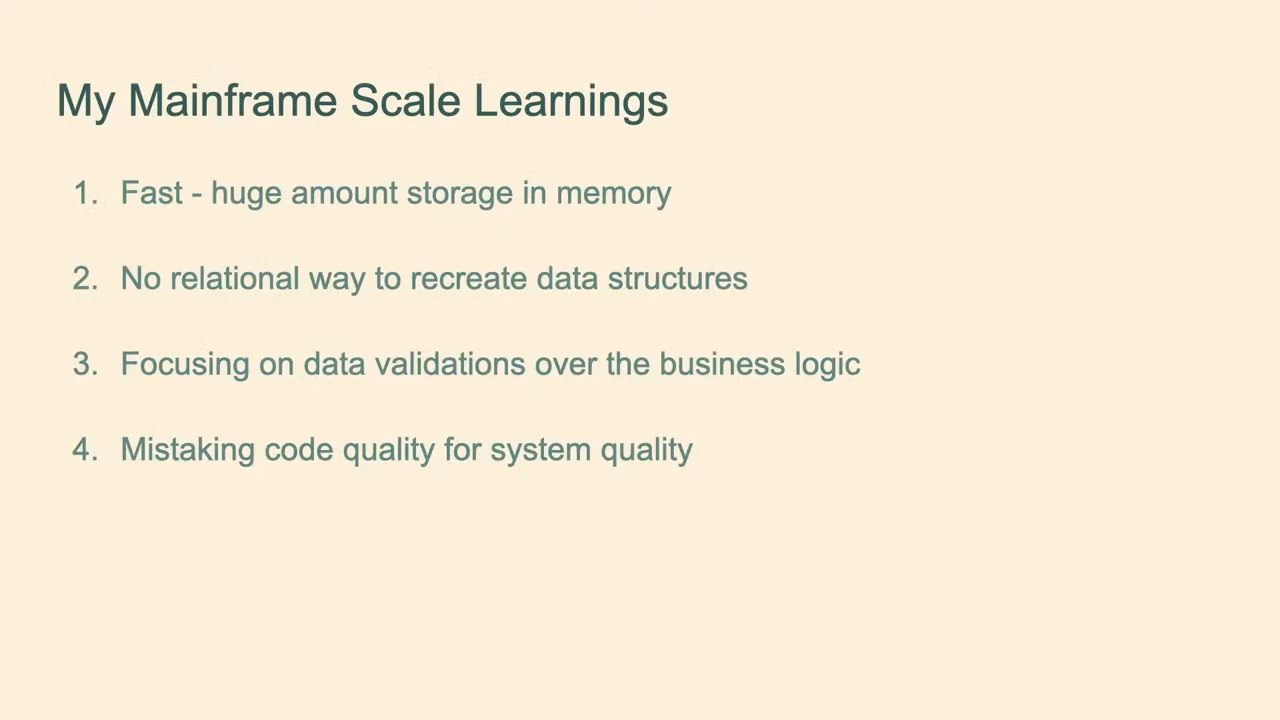 My Mainframe Scale Learnings
1. Fast - huge amount storage in memory
2. No relational way to recreate data structures
3. Focusing on data validations over the business logic
4. Mistaking code quality for system quality